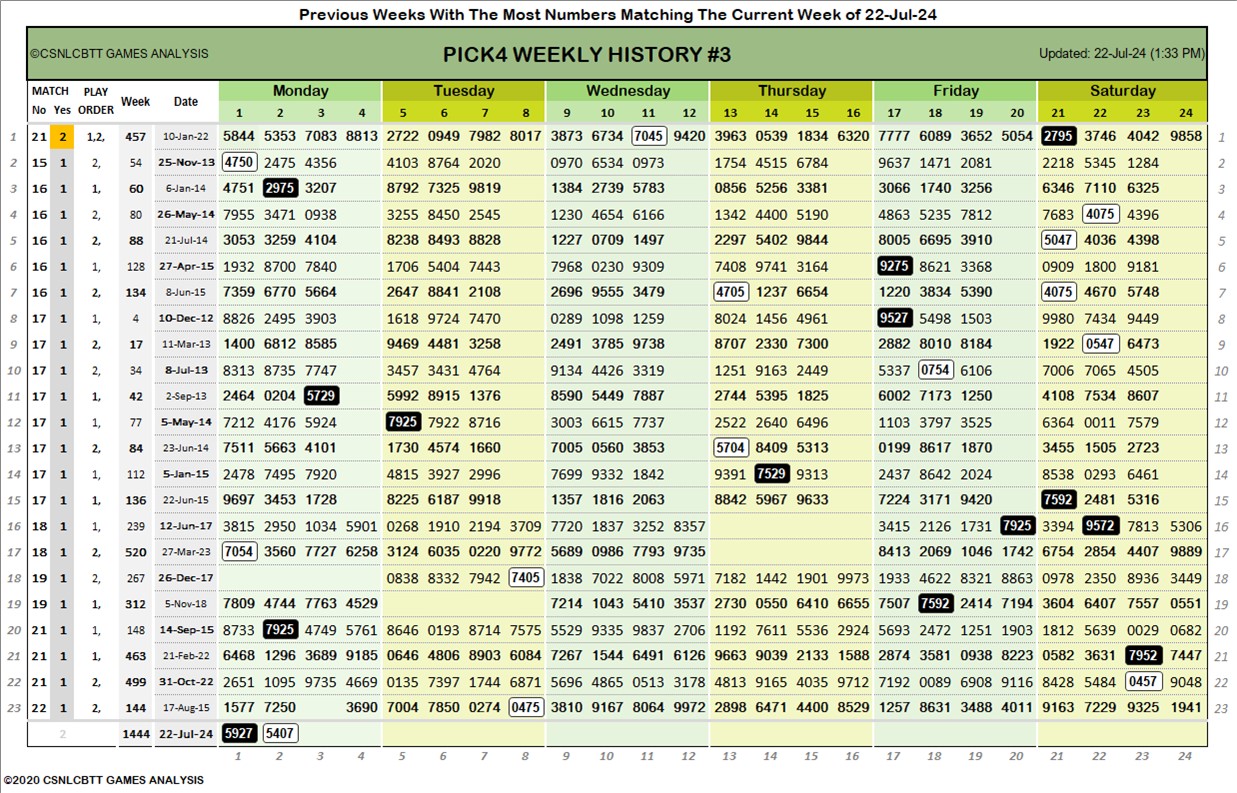 Previous Weeks With The Most Numbers Matching The Current Week of 22-Jul-24
©CSNLCBTT GAMES ANALYSIS PICK4 WEEKLY HISTORY #3 Updated: 22-Jul-24 (1:33 PM)
MATCH PLAY Week Date Monday Tuesday Wednesday Thursday Friday Saturday
No Yes ORDER 1 2 3 4 5 6 7 8 9 10 11 12 13 14 15 16 17 18 19 20 21 22 23 24
1 21 2 1,2, 457 10-Jan-22 5844 5353 7083 8813 2722 0949 7982 8017 3873 6734 7045 9420 3963 0539 1834 6320 7777 6089 3652 5054 2795 3746 4042 9858 1
2 15 1 2, 54 25-Nov-13 4750 2475 4356 4103 8764 2020 0970 6534 0973 1754 4515 6784 9637 1471 2081 2218 5345 1284 2
3 16 1 1, 60 6-Jan-14 4751 2975 3207 8792 7325 9819 1384 2739 5783 0856 5256 3381 3066 1740 3256 6346 7110 6325 3
4 16 1 2, 80 26-May-14 7955 3471 0938 3255 8450 2545 1230 4654 6166 1342 4400 5190 4863 5235 7812 7683 4075 4396 4
5 16 1 2, 88 21-Jul-14 3053 3259 4104 8238 8493 8828 1227 0709 1497 2297 5402 9844 8005 6695 3910 5047 4036 4398 5
6 16 1 1, 128 27-Apr-15 1932 8700 7840 1706 5404 7443 7968 0230 9309 7408 9741 3164 9275 8621 3368 0909 1800 9181 6
7 16 1 2, 134 8-Jun-15 7359 6770 5664 2647 8841 2108 2696 9555 3479 4705 1237 6654 1220 3834 5390 4075 4670 5748 7
8 17 1 1, 4 10-Dec-12 8826 2495 3903 1618 9724 7470 0289 1098 1259 8024 1456 4961 9527 5498 1503 9980 7434 9449 8
9 17 1 2, 17 11-Mar-13 1400 6812 8585 9469 4481 3258 2491 3785 9738 8707 2330 7300 2882 8010 8184 1922 0547 6473 9
10 17 1 2, 34 8-Jul-13 8313 8735 7747 3457 3431 4764 9134 4426 3319 1251 9163 2449 5337 0754 6106 7006 7065 4505 10
11 17 1 1, 42 2-Sep-13 2464 0204 5729 5992 8915 1376 8590 5449 7887 2744 5395 1825 6002 7173 1250 4108 7534 8607 11
12 17 1 1, 77 5-May-14 7212 4176 5924 7925 7922 8716 3003 6615 7737 2522 2640 6496 1103 3797 3525 6364 0011 7579 12
13 17 1 2, 84 23-Jun-14 7511 5663 4101 1730 4574 1660 7005 0560 3853 5704 8409 5313 0199 8617 1870 3455 1505 2723 13
14 17 1 1, 112 5-Jan-15 2478 7495 7920 4815 3927 2996 7699 9332 1842 9391 7529 9313 2437 8642 2024 8538 0293 6461 14
15 17 1 1, 136 22-Jun-15 9697 3453 1728 8225 6187 9918 1357 1816 2063 8842 5967 9633 7224 3171 9420 7592 2481 5316 15
16 18 1 1, 239 12-Jun-17 3815 2950 1034 5901 0268 1910 2194 3709 7720 1837 3252 8357 3415 2126 1731 7925 3394 9572 7813 5306 16
17 18 1 2, 520 27-Mar-23 7054 3560 7727 6258 3124 6035 0220 9772 5689 0986 7793 9735 8413 2069 1046 1742 6754 2854 4407 9889 17
18 19 1 2, 267 26-Dec-17 0838 8332 7942 7405 1838 7022 8008 5971 7182 1442 1901 9973 1933 4622 8321 8863 0978 2350 8936 3449 18
19 19 1 1, 312 5-Nov-18 7809 4744 7763 4529 7214 1043 5410 3537 2730 0550 6410 6655 7507 7592 2414 7194 3604 6407 7557 0551 19
20 21 1 1, 148 14-Sep-15 8733 7925 4749 5761 8646 0193 8714 7575 5529 9335 9837 2706 1132 7611 5536 2924 5693 2472 1251 1903 1812 5639 0029 0682 20
21 21 1 1, 463 21-Feb-22 6468 1296 3689 9185 0646 4806 8903 6084 7267 1544 6491 6126 9663 9039 2133 1588 2874 3581 0938 8223 0582 3631 7952 7447 21
22 21 1 2, 499 31-Oct-22 2651 1095 9735 4669 0135 7397 1744 6871 5696 4865 0513 3178 4813 9165 4035 9712 7192 0089 6908 9116 8428 5484 0457 9048 22
23 22 1 2, 144 17-Aug-15 1577 7250 3690 7004 7850 0274 0475 3810 9167 8064 9972 2898 6471 4400 8529 1257 8631 3488 4011 9163 7229 9325 1941 23
2 1444 22-Jul-24 5927 5407
1 2 3 4 5 6 7 8 9 10 11 12 13 14 15 16 17 18 19 20 21 22 23 24
©2020 CSNLCBTT GAMES ANALYSIS